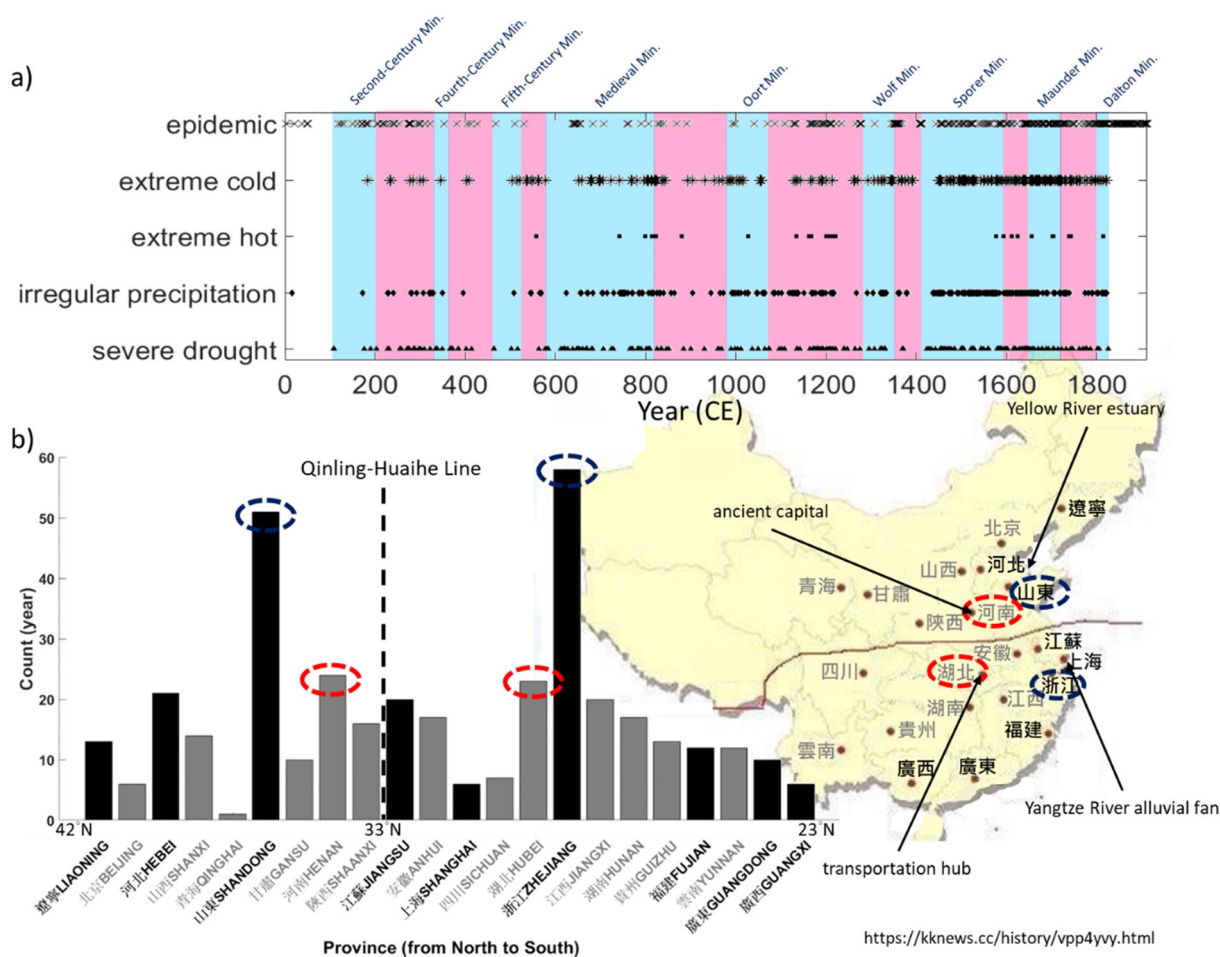 a)
Second-Century Min.
Fourth-Century Min.
Fifth-Century Min.
Medieval Min.
Oort Min.
Wolf Min.
Sporer Min.
Maunder Min.
Dalton Min.
epidemic
extreme cold
extreme hot
irregular precipitation
severe drought
0 200 400 600 800 1000 1200 1400 1600 1800
Year (CE)
b)
Count (year)
60
50
40
30
20
10
0
Qinling-Huaihe Line
42°N
33°N
23°N
遼寧LIAONING
北京BEIJING
河北HEBEI
山西SHANXI
青海QINGHAI
山東SHANDONG
甘肅GANSU
河南HENAN
陜西SHAANXI
江蘇JIANGSU
安徽ANHUI
上海SHANGHAI
四川SICHUAN
湖北HUBEI
浙江ZHEJIANG
江西JIANGXI
湖南HUNAN
貴州GUIZHU
福建FUJIAN
雲南YUNNAN
廣東GUANGDONG
廣西GUANGXI
Province (from North to South)
Yellow River estuary
ancient capital
遼寧
北京
河北
山西
山東
青海
甘肅
河南
陜西
江蘇
安徽
上海
四川
湖北
浙江
江西
湖南
貴州
福建
雲南
廣西
廣東
Yangtze River alluvial fan
transportation hub
https://kknews.cc/history/vpp4yvy.html